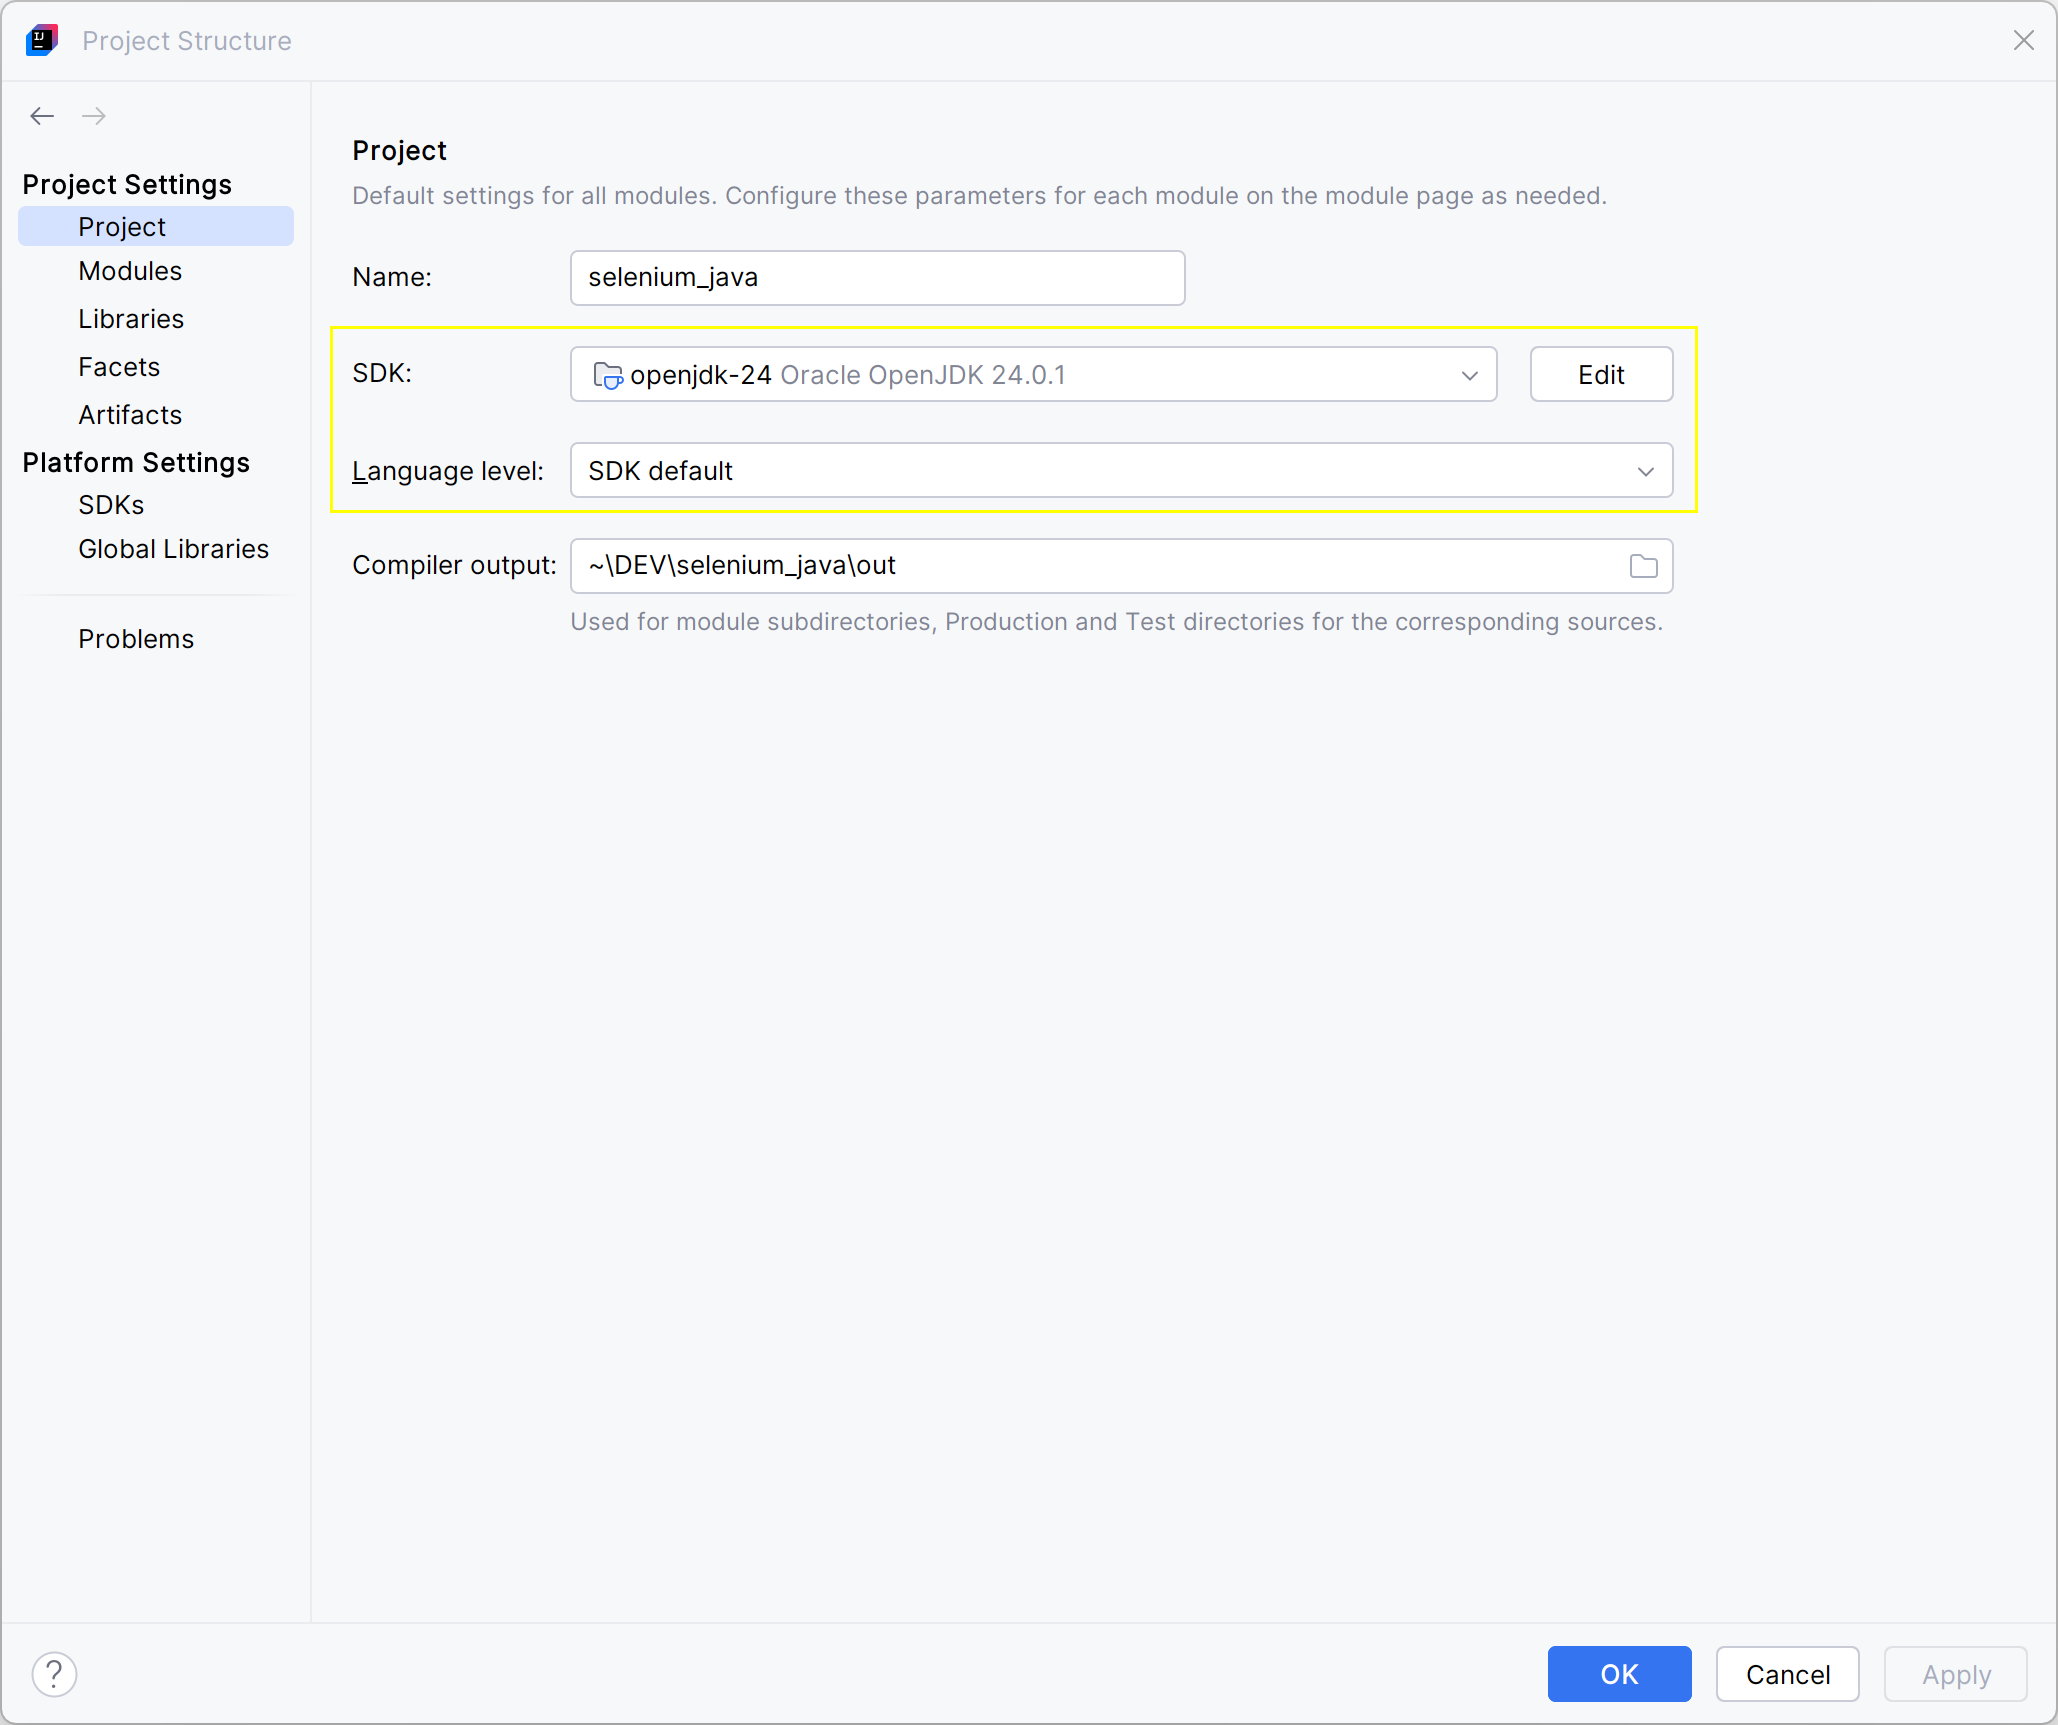 IJ
Project Structure
Project Settings
Project
Modules
Libraries
Facets
Artifacts
Platform Settings
SDKs
Global Libraries
Problems
Project
Default settings for all modules. Configure these parameters for each module on the module page as needed.
Name: selenium_java
SDK: openjdk-24 Oracle OpenJDK 24.0.1 Edit
Language level: SDK default
Compiler output: ~\DEV\selenium_java\out
Used for module subdirectories, Production and Test directories for the corresponding sources.
? OK Cancel Apply